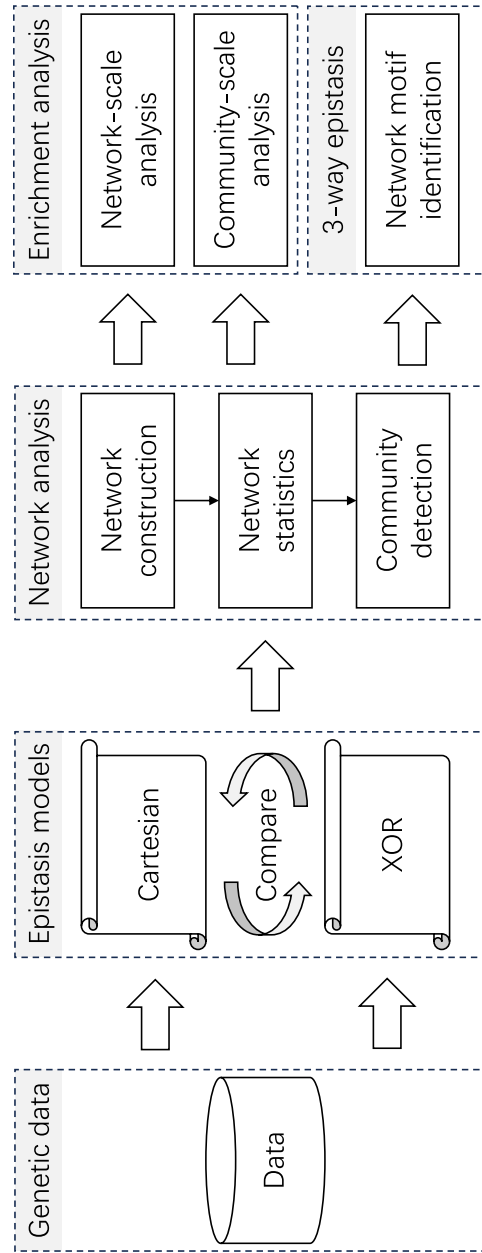 Genetic data
Data
Epistasis models
Cartesian
Compare
XOR
Network analysis
Network
construction
Network
statistics
Community
detection
Enrichment analysis
Network-scale
analysis
Community-scale
analysis
3-way epistasis
Network motif
identification